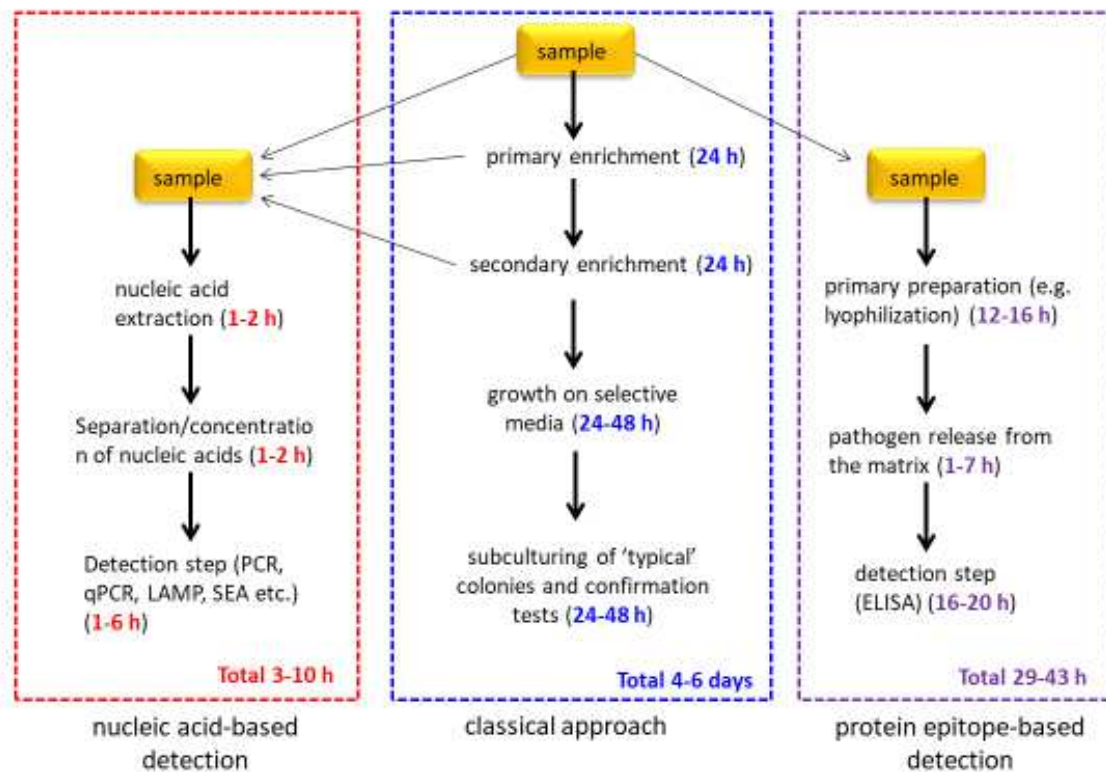 sample
sample
nucleic acid
extraction (1-2 h)
Separation/concentratio
n of nucleic acids (1-2 h)
Detection step (PCR,
qPCR, LAMP, SEA etc.)
(1-6 h)
Total 3-10 h
nucleic acid-based
detection
primary enrichment (24 h)
secondary enrichment (24 h)
growth on selective
media (24-48 h)
subculturing of ‘typical’
colonies and confirmation
tests (24-48 h)
Total 4-6 days
classical approach
sample
primary preparation (e.g.
lyophilization) (12-16 h)
pathogen release from
the matrix (1-7 h)
detection step
(ELISA) (16-20 h)
Total 29-43 h
protein epitope-based
detection